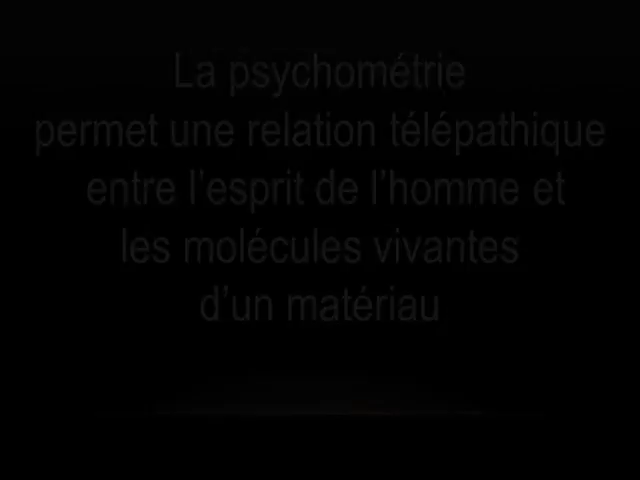 La psychométrie
permet une relation télépathique
entre l’esprit de l’homme et
les molécules vivantes
d’un matériau